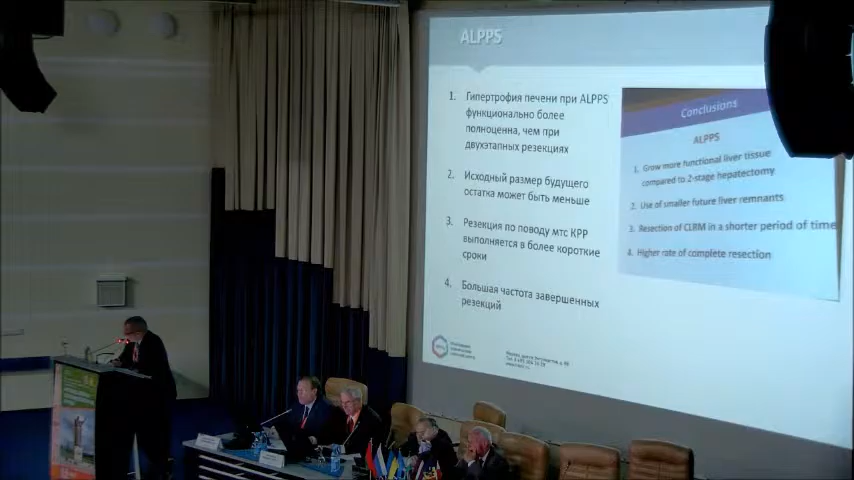 ALPPS
1. Гипертрофия печени при ALPPS
функционально более
полноценна, чем при
двухэтапных резекциях
2. Исходный размер будущего
остатка может быть меньше
3. Резекция по поводу мтс КРР
выполняется в более короткие
сроки
4. Большая частота завершенных
резекций
Conclusions
ALPPS
1. Grow more functional liver tissue
compared to 2-stage hepatectomy
2. Use of smaller future liver remnants
3. Resection of CLRM in a shorter period of time
4. Higher rate of complete resection